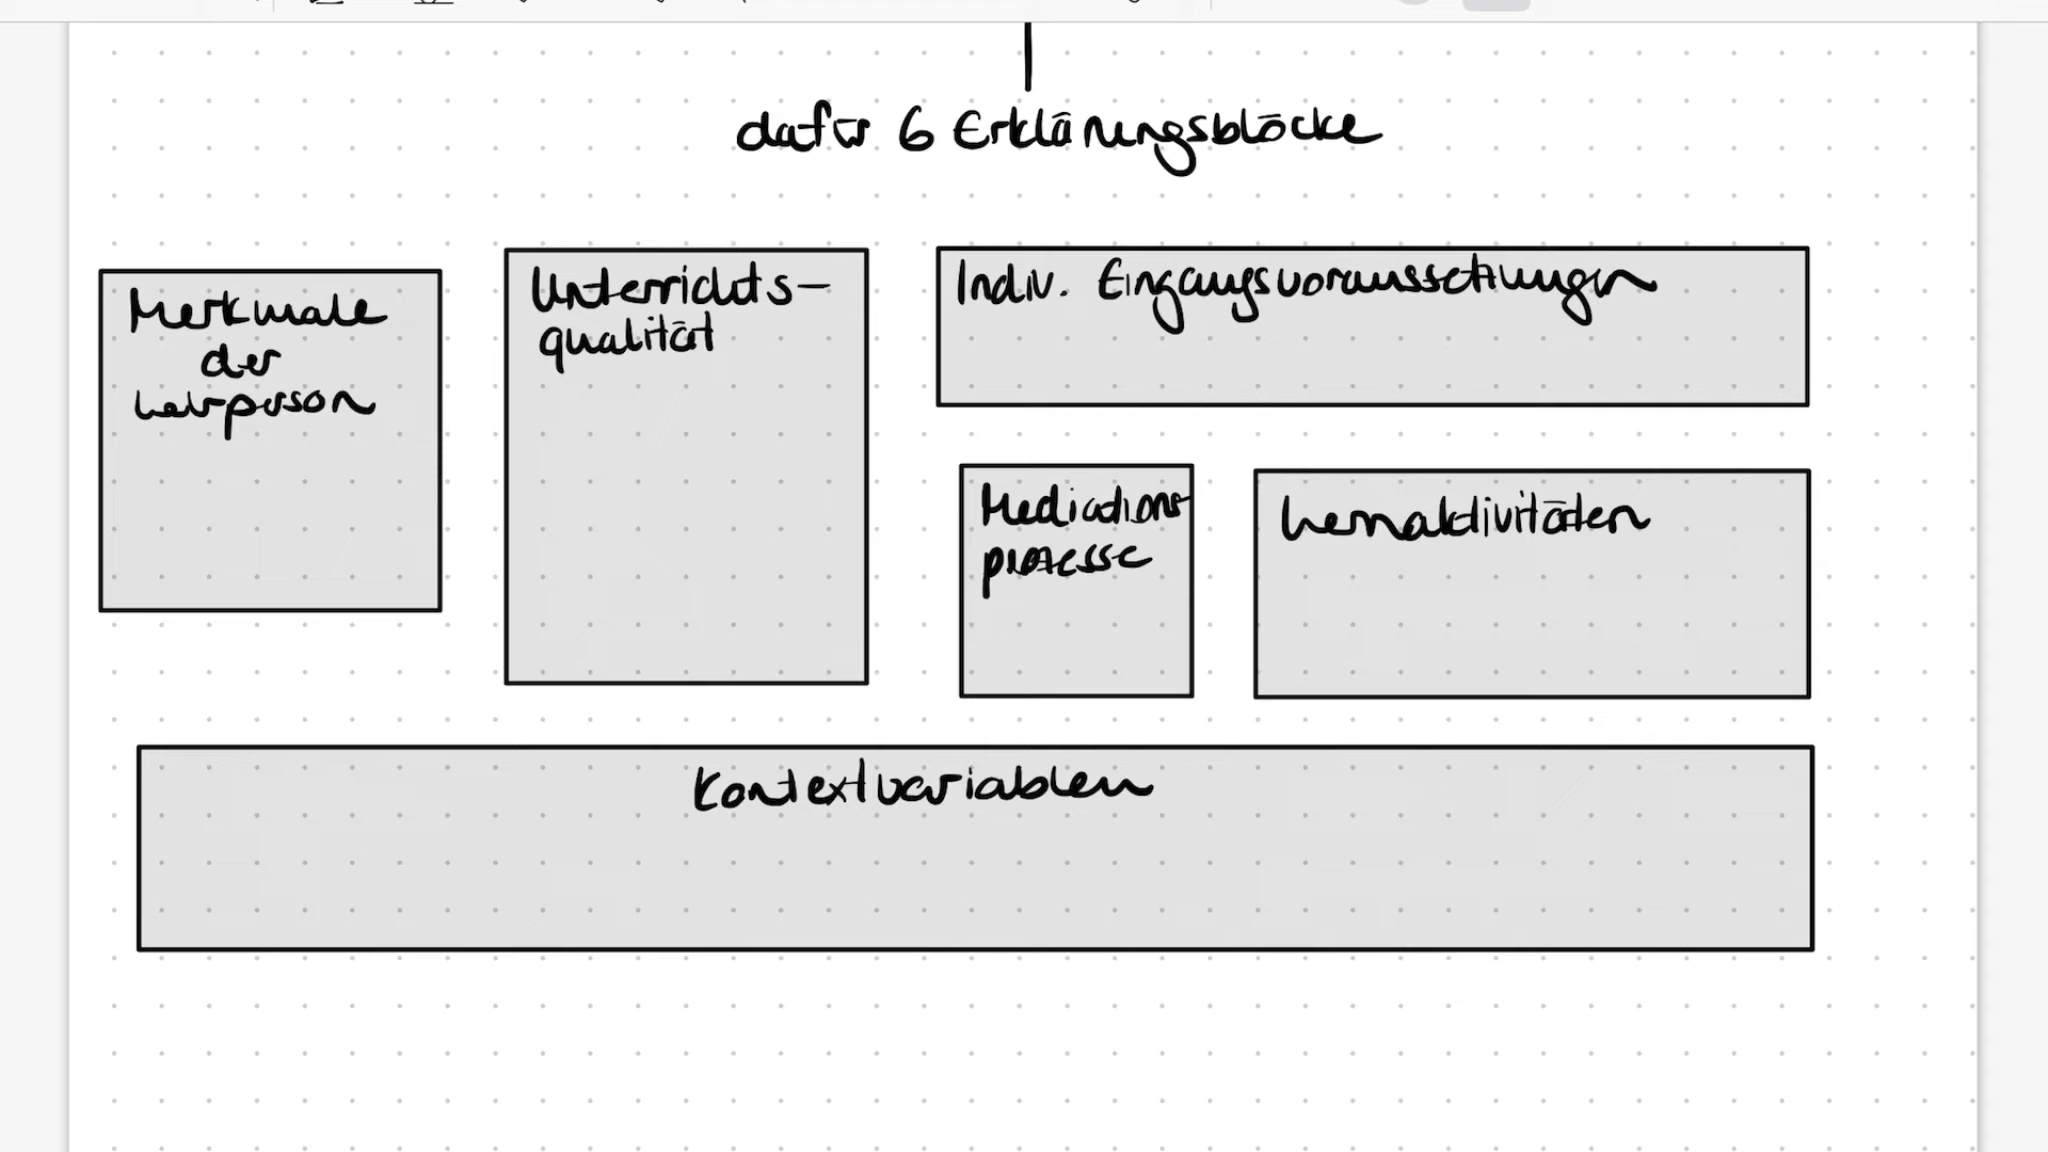 dafür 6 Erklärungsblöcke
Merkmale
der
Lehrperson
Unterrichts-
qualität
Indiv. Eingangsvoraussetzungen
Mediations-
prozesse
Lernaktivitäten
Kontextvariablen